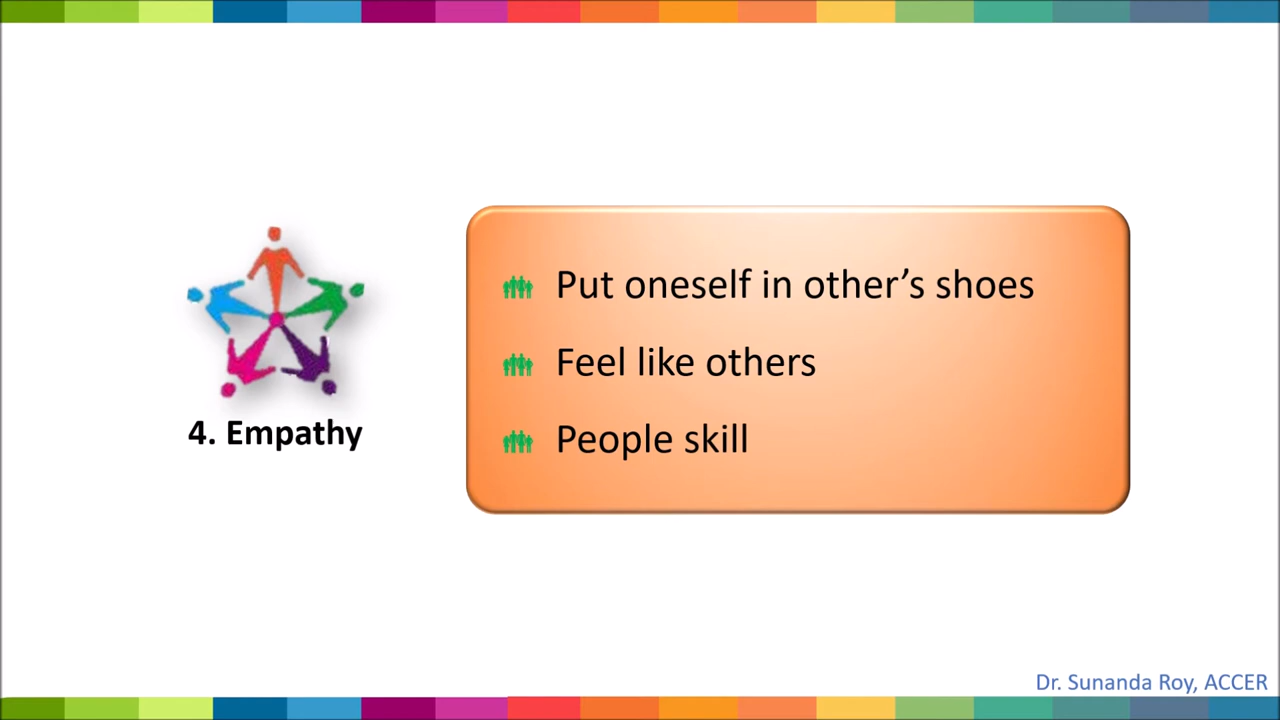 4. Empathy
Put oneself in other’s shoes
Feel like others
People skill
Dr. Sunanda Roy, ACCER